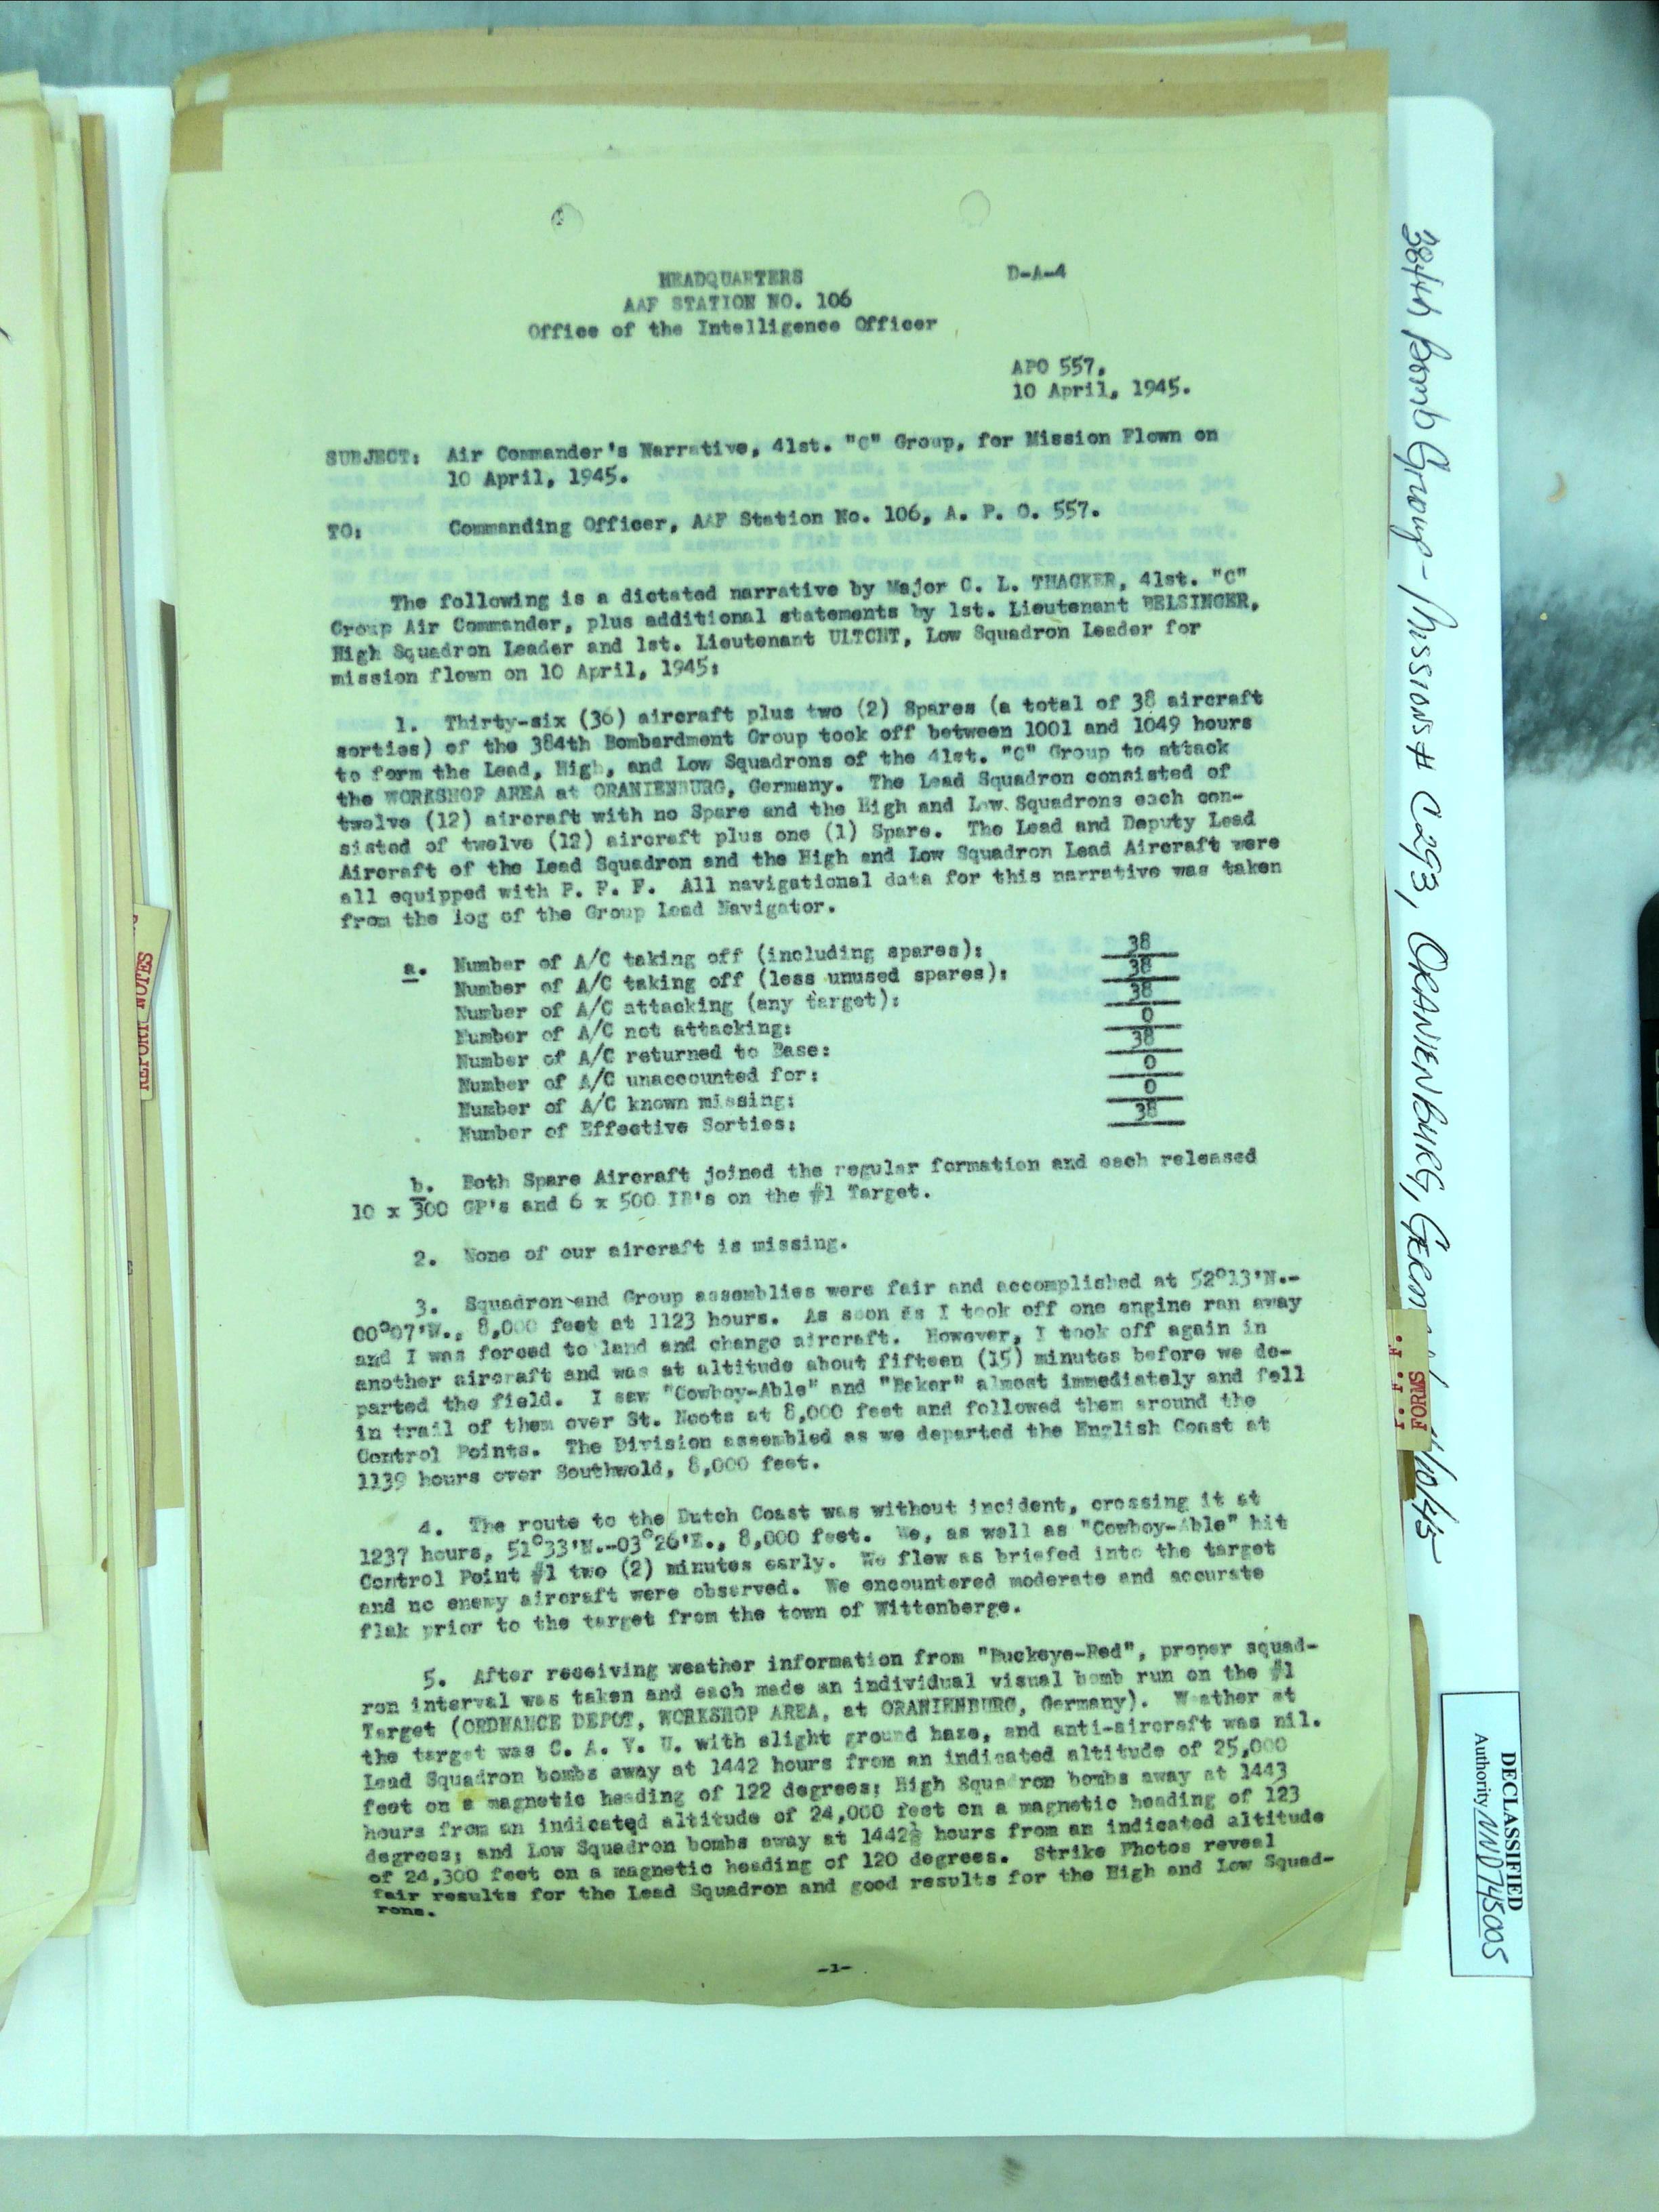 D-A-4
HEADQUARTERS
AAF STATION NO. 106
Office of the Intelligence Officer
APO 557.
10 April, 1945.
SUBJECT: Air Commander's Narrative, 41st. "C" Group, for Mission Flown on
10 April, 1945.
TO: Commanding Officer, AAF Station No. 106, A. P. O. 557.
The following is a dictated narrative by Major C. L. THACKER, 41st. "C"
Group Air Commander, plus additional statements by 1st. Lieutenant BELSINGER,
High Squadron Leader and 1st. Lieutenant ULTCHT, Low Squadron Leader for
mission flown on 10 April, 1945:
1. Thirty-six (36) aircraft plus two (2) Spares (a total of 38 aircraft
sorties) of the 384th Bombardment Group took off between 1001 and 1049 hours
to form the Lead, High, and Low Squadrons of the 41st. "C" Group to attack
the WORKSHOP AREA at ORANIENBURG, Germany. The Lead Squadron consisted of
twelve (12) aircraft with no Spare and the High and Low Squadrons each con-
sisted of twelve (12) aircraft plus one (1) Spare. The Lead and Deputy Lead
Aircraft of the Lead Squadron and the High and Low Squadron Lead Aircraft were
all equipped with P. F. F. All navigational data for this narrative was taken
from the log of the Group Lead Navigator.
a. Number of A/C taking off (including spares): 38
Number of A/C taking off (less unused spares): 38
Number of A/C attacking (any target): 38
Number of A/C not attacking: 0
Number of A/C returned to Base: 38
Number of A/C unaccounted for: 0
Number of A/C known missing: 0
Number of Effective Sorties: 38
b. Both Spare Aircraft joined the regular formation and each released
10 x 300 GP's and 6 x 500 IB's on the #1 Target.
2. None of our aircraft is missing.
3. Squadron and Group assemblies were fair and accomplished at 52°13'N.-
00°07'W., 8,000 feet at 1123 hours. As soon as I took off one engine ran away
and I was forced to land and change aircraft. However, I took off again in
another aircraft and was at altitude about fifteen (15) minutes before we de-
parted the field. I saw "Cowboy-Able" and "Baker" almost immediately and fell
in trail of them over St. Neots at 8,000 feet and followed them around the
Control Points. The Division assembled as we departed the English Coast at
1139 hours over Southwold, 8,000 feet.
4. The route to the Dutch Coast was without incident, crossing it at
1237 hours, 51°33'N.-03°26'E., 8,000 feet. We, as well as "Cowboy-Able" hit
Control Point #1 two (2) minutes early. We flew as briefed into the target
and no enemy aircraft were observed. We encountered moderate and accurate
flak prior to the target from the town of Wittenberge.
5. After receiving weather information from "Buckeye-Red", proper squad-
ron interval was taken and each made an individual visual bomb run on the #1
Target (ORDNANCE DEPOT, WORKSHOP AREA, at ORANIENBURG, Germany). Weather at
the target was C. A. V. U. with slight ground haze, and anti-aircraft was nil.
Lead Squadron bombs away at 1442 hours from an indicated altitude of 25,000
feet on a magnetic heading of 122 degrees; High Squadron bombs away at 1443
hours from an indicated altitude of 24,000 feet on a magnetic heading of 123
degrees; and Low Squadron bombs away at 1442½ hours from an indicated altitude
of 24,300 feet on a magnetic heading of 120 degrees. Strike Photos reveal
fair results for the Lead Squadron and good results for the High and Low Squad-
rons.
-1-
REPORT NOTES
384th Bomb Group - Missions # C293, ORANIENBURG, Germ
P. F. F.
FORMS
DECLASSIFIED
Authority NND 745005